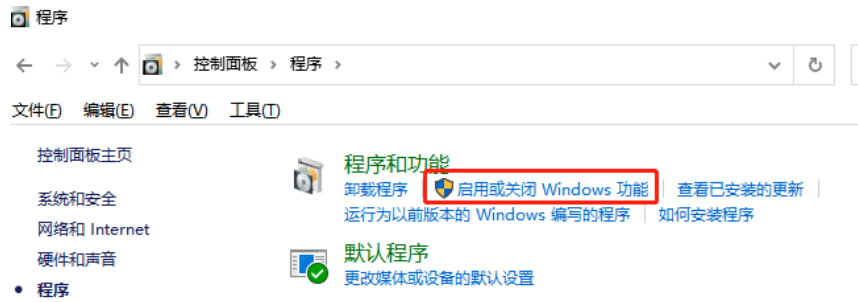 程序
控制面板 › 程序 ›
文件(F) 编辑(E) 查看(V) 工具(T)
控制面板主页
系统和安全
网络和 Internet
硬件和声音
程序
程序和功能
卸载程序 启用或关闭 Windows 功能 查看已安装的更新
运行为以前版本的 Windows 编写的程序 如何安装程序
默认程序
更改媒体或设备的默认设置